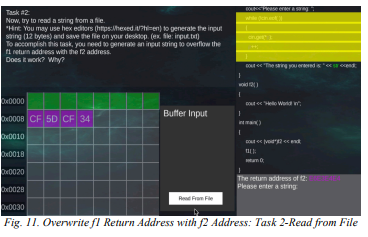 Task #2:
Now, try to read a string from a file.
*Hint: You may use hex editors (https://hexed.it/?hl=en) to generate the input
string (12 bytes) and save the file on your desktop. (ex. file: input.txt)
To accomplish this task, you need to generate an input string to overflow the
f1 return address with the f2 address.
Does it work? Why?
0x0000
0x0008 CF 5D CF 34
0x0010
0x0018
0x0020
0x0028
0x0030
Buffer Input
Read From File
cout<<"Please enter a string: ";
cout << "The string you entered is: " << <<endl;
}
void f2( )
{
cout << "Hello World! \n";
}
int main( )
{
cout << (void*)f2 << endl;
f1( );
return 0;
}
The return address of f2:
Please enter a string:
Fig. 11. Overwrite f1 Return Address with f2 Address: Task 2-Read from File